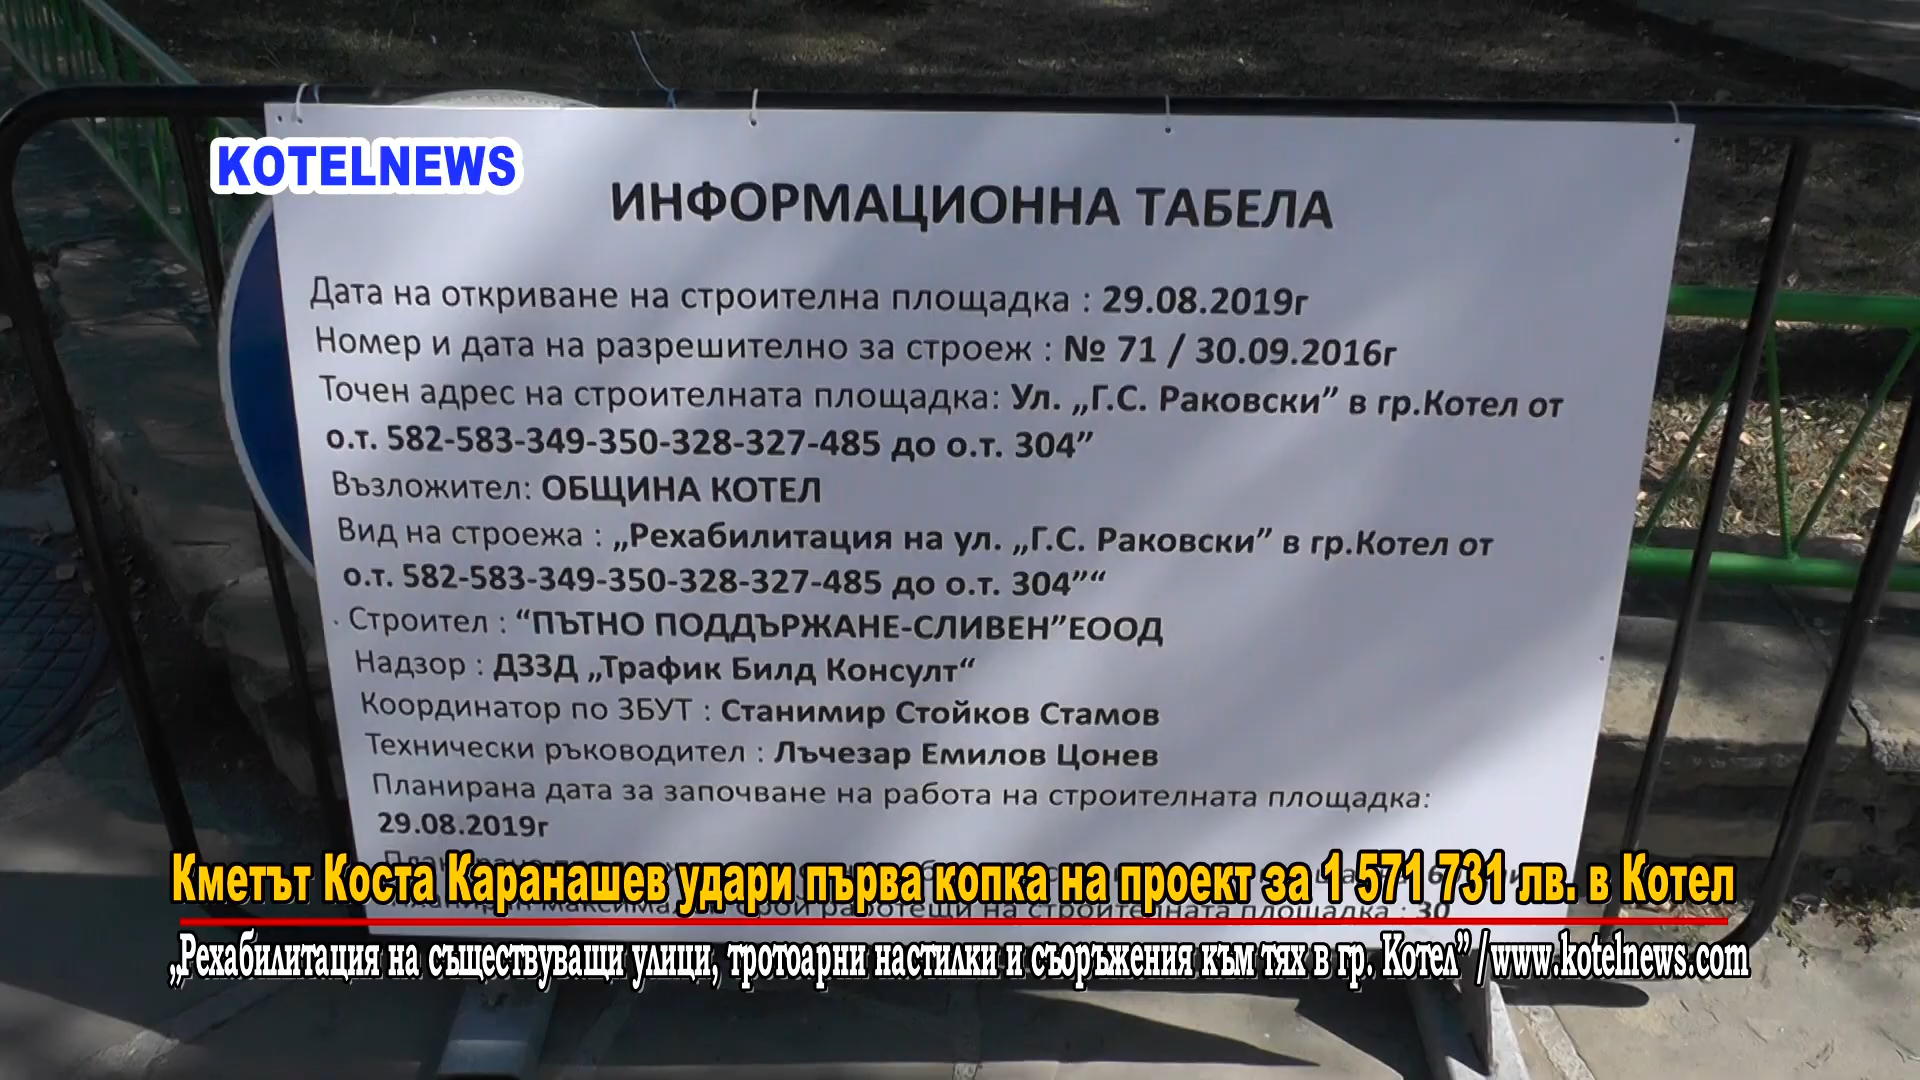 KOTELNEWS
ИНФОРМАЦИОННА ТАБЕЛА
Дата на откриване на строителна площадка : 29.08.2019г
Номер и дата на разрешително за строеж : № 71 / 30.09.2016г
Точен адрес на строителната площадка: Ул. „Г.С. Раковски” в гр.Котел от
о.т. 582-583-349-350-328-327-485 до о.т. 304”
Възложител: ОБЩИНА КОТЕЛ
Вид на строежа : „Рехабилитация на ул. „Г.С. Раковски” в гр.Котел от
о.т. 582-583-349-350-328-327-485 до о.т. 304”“
Строител : “ПЪТНО ПОДДЪРЖАНЕ-СЛИВЕН”ЕООД
Надзор : ДЗЗД „Трафик Билд Консулт“
Координатор по ЗБУТ : Станимир Стойков Стамов
Технически ръководител : Лъчезар Емилов Цонев
Планирана дата за започване на работа на строителната площадка:
29.08.2019г
Кметът Коста Каранашев удари първа копка на проект за 1 571 731 лв. в Котел
брой работещи на строителната площадка : 30
„Рехабилитация на съществуващи улици, тротоарни настилки и съоръжения към тях в гр. Котел” /www.kotelnews.com